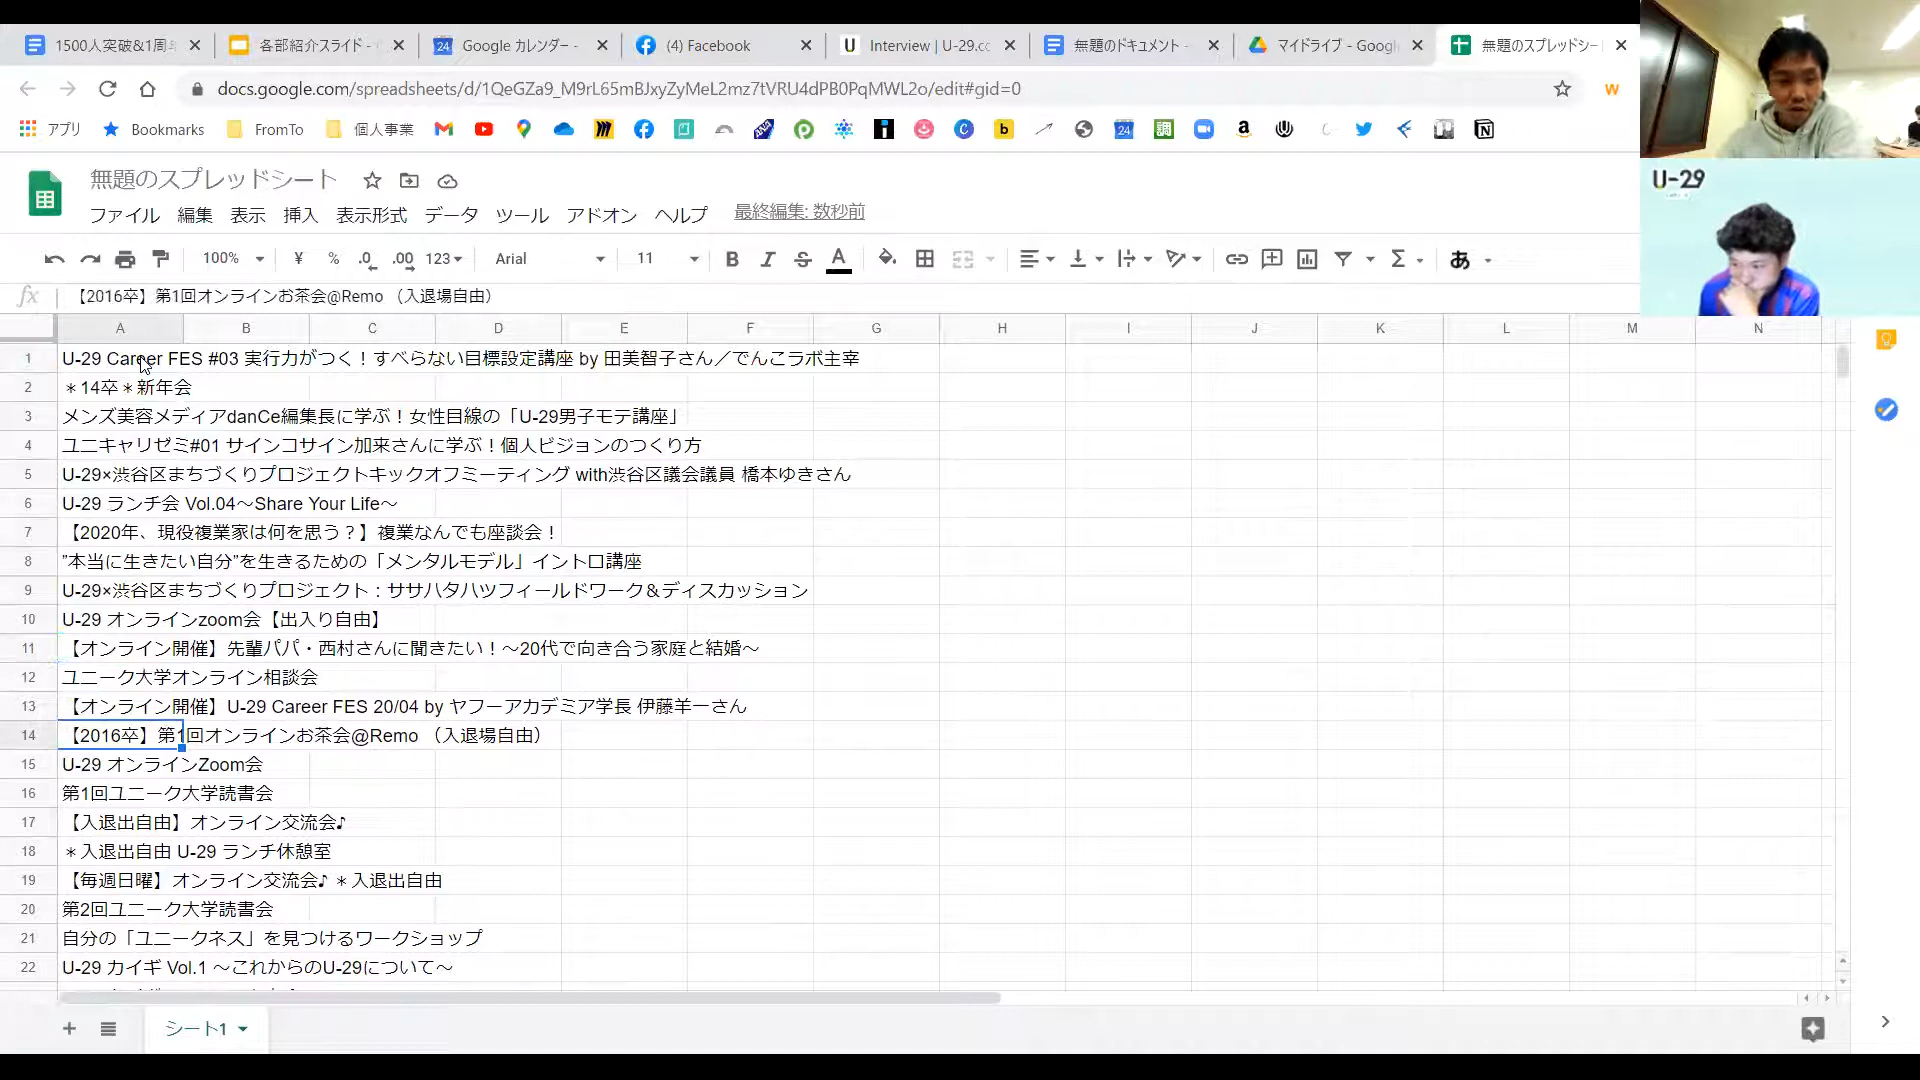 1500人突破&1周年
各部紹介スライド -
Google カレンダー -
(4) Facebook
Interview | U-29.cc
無題のドキュメント -
マイドライブ - Googl
無題のスプレッドシー
docs.google.com/spreadsheets/d/1QeGZa9_M9rL65mBJxyZyMeL2mz7tVRU4dPB0PqMWL2o/edit#gid=0
アプリ Bookmarks FromTo 個人事業
無題のスプレッドシート
ファイル 編集 表示 挿入 表示形式 データ ツール アドオン ヘルプ 最終編集: 数秒前
100% ¥ % .0 .00 123 Arial 11 B I S A あ
fx 【2016卒】第1回オンラインお茶会@Remo （入退場自由）
A B C D E F G H I J K L M N
1 U-29 Career FES #03 実行力がつく！すべらない目標設定講座 by 田美智子さん／でんこラボ主宰
2 ＊14卒＊新年会
3 メンズ美容メディアdanCe編集長に学ぶ！女性目線の「U-29男子モテ講座」
4 ユニキャリゼミ#01 サインコサイン加来さんに学ぶ！個人ビジョンのつくり方
5 U-29×渋谷区まちづくりプロジェクトキックオフミーティング with渋谷区議会議員 橋本ゆきさん
6 U-29 ランチ会 Vol.04〜Share Your Life〜
7 【2020年、現役複業家は何を思う？】複業なんでも座談会！
8 ”本当に生きたい自分”を生きるための「メンタルモデル」イントロ講座
9 U-29×渋谷区まちづくりプロジェクト：ササハタハツフィールドワーク＆ディスカッション
10 U-29 オンラインzoom会【出入り自由】
11 【オンライン開催】先輩パパ・西村さんに聞きたい！〜20代で向き合う家庭と結婚〜
12 ユニーク大学オンライン相談会
13 【オンライン開催】U-29 Career FES 20/04 by ヤフーアカデミア学長 伊藤羊一さん
14 【2016卒】第1回オンラインお茶会@Remo （入退場自由）
15 U-29 オンラインZoom会
16 第1回ユニーク大学読書会
17 【入退出自由】オンライン交流会♪
18 ＊入退出自由 U-29 ランチ休憩室
19 【毎週日曜】オンライン交流会♪ ＊入退出自由
20 第2回ユニーク大学読書会
21 自分の「ユニークネス」を見つけるワークショップ
22 U-29 カイギ Vol.1 〜これからのU-29について〜
シート1
U-29